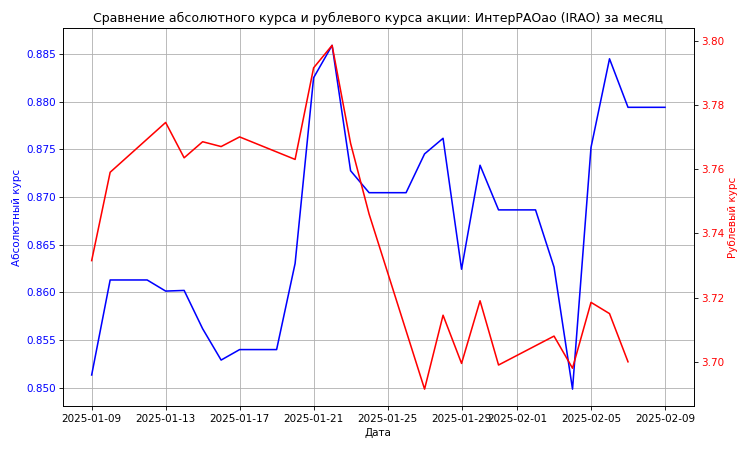 Сравнение абсолютного курса и рублевого курса акции: ИнтерРАОао (IRAO) за месяц
0.885
0.880
0.875
0.870
0.865
0.860
0.855
0.850
Абсолютный курс
3.80
3.78
3.76
3.74
3.72
3.70
Рублевый курс
2025-01-09 2025-01-13 2025-01-17 2025-01-21 2025-01-25 2025-01-29 2025-02-01 2025-02-05 2025-02-09
Дата